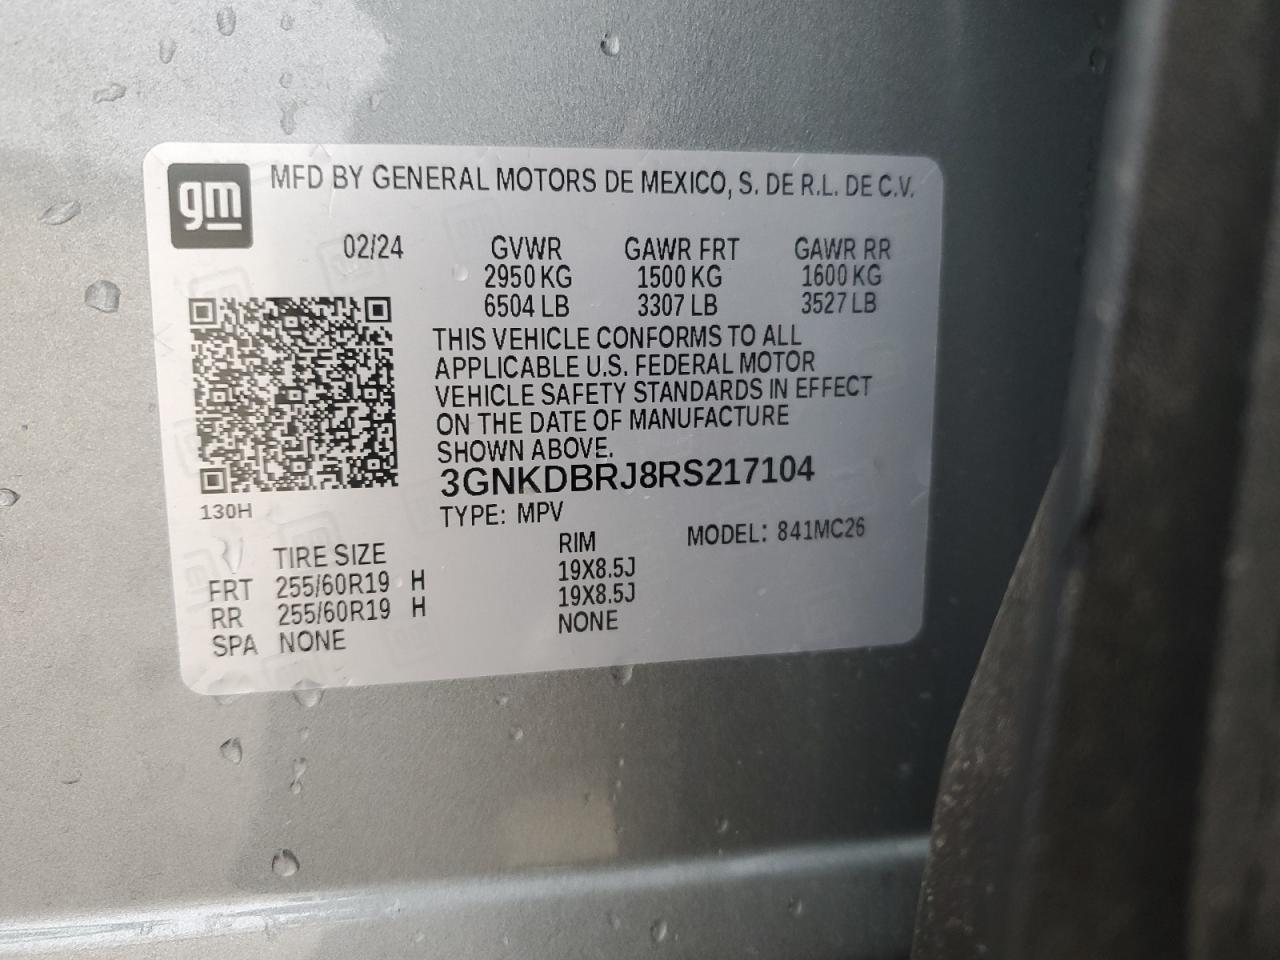 gm
MFD BY GENERAL MOTORS DE MEXICO, S. DE R.L. DE C.V.
02/24 GVWR GAWR FRT GAWR RR
2950 KG 1500 KG 1600 KG
6504 LB 3307 LB 3527 LB
THIS VEHICLE CONFORMS TO ALL
APPLICABLE U.S. FEDERAL MOTOR
VEHICLE SAFETY STANDARDS IN EFFECT
ON THE DATE OF MANUFACTURE
SHOWN ABOVE.
3GNKDBRJ8RS217104
130H
TYPE: MPV
MODEL: 841MC26
TIRE SIZE RIM
FRT 255/60R19 H 19X8.5J
RR 255/60R19 H 19X8.5J
SPA NONE NONE